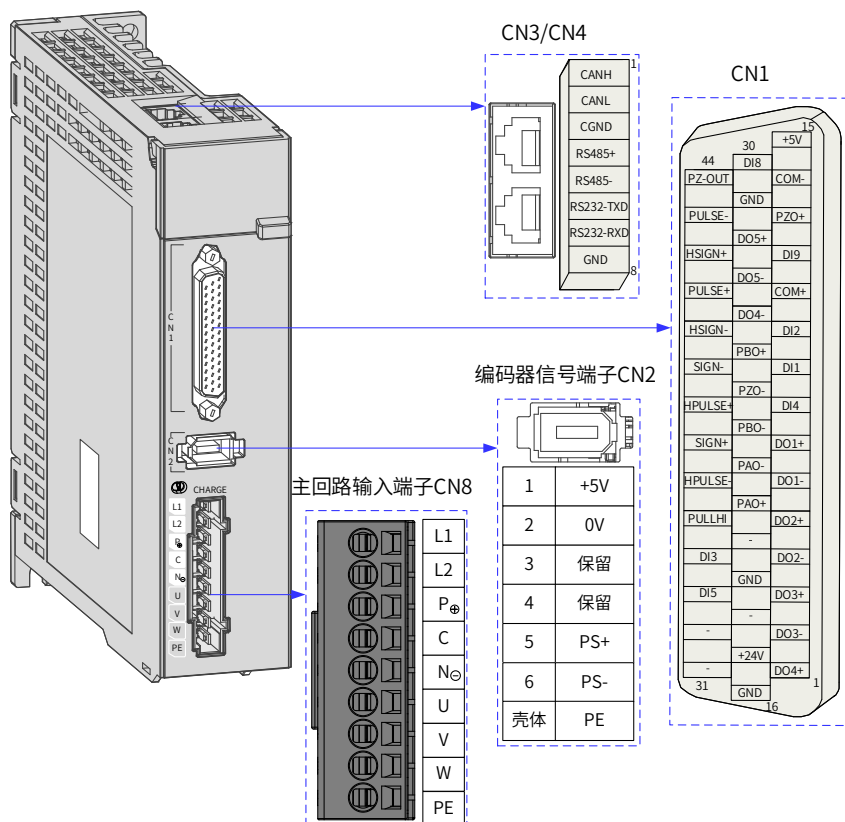 CN3/CN4
1
CANH
CANL
CGND
RS485+
RS485-
RS232-TXD
RS232-RXD
GND
8
CN1
15
+5V
30
44
DI8
PZ-OUT
COM-
GND
PULSE-
PZO+
DO5+
HSIGN+
DI9
DO5-
PULSE+
COM+
DO4-
HSIGN-
DI2
PBO+
SIGN-
DI1
PZO-
HPULSE+
DI4
PBO-
SIGN+
DO1+
PAO-
HPULSE-
DO1-
PAO+
PULLHI
DO2+
-
DI3
DO2-
GND
DI5
DO3+
-
-
DO3-
+24V
-
DO4+
31
GND
1
16
CN1
CN2
编码器信号端子CN2
1 +5V
2 0V
3 保留
4 保留
5 PS+
6 PS-
壳体 PE
CHARGE
L1
L2
P⊕
C
N⊖
U
V
W
PE
主回路输入端子CN8
L1
L2
P⊕
C
N⊖
U
V
W
PE